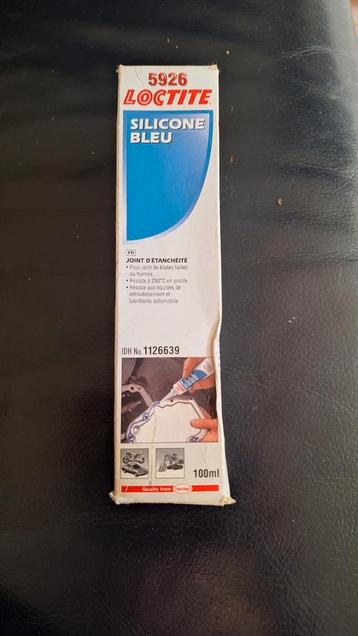 5926
LOCTITE
SILICONE
BLEU
FR
JOINT D'ÉTANCHÉITÉ
• Pour joint de toutes tailles
ou formes.
• Résiste à 250°C en pointe
• Résiste aux liquides de
refroidissement et
lubrifiants automobile
IDH No. 1126639
100ml
Quality from Henkel